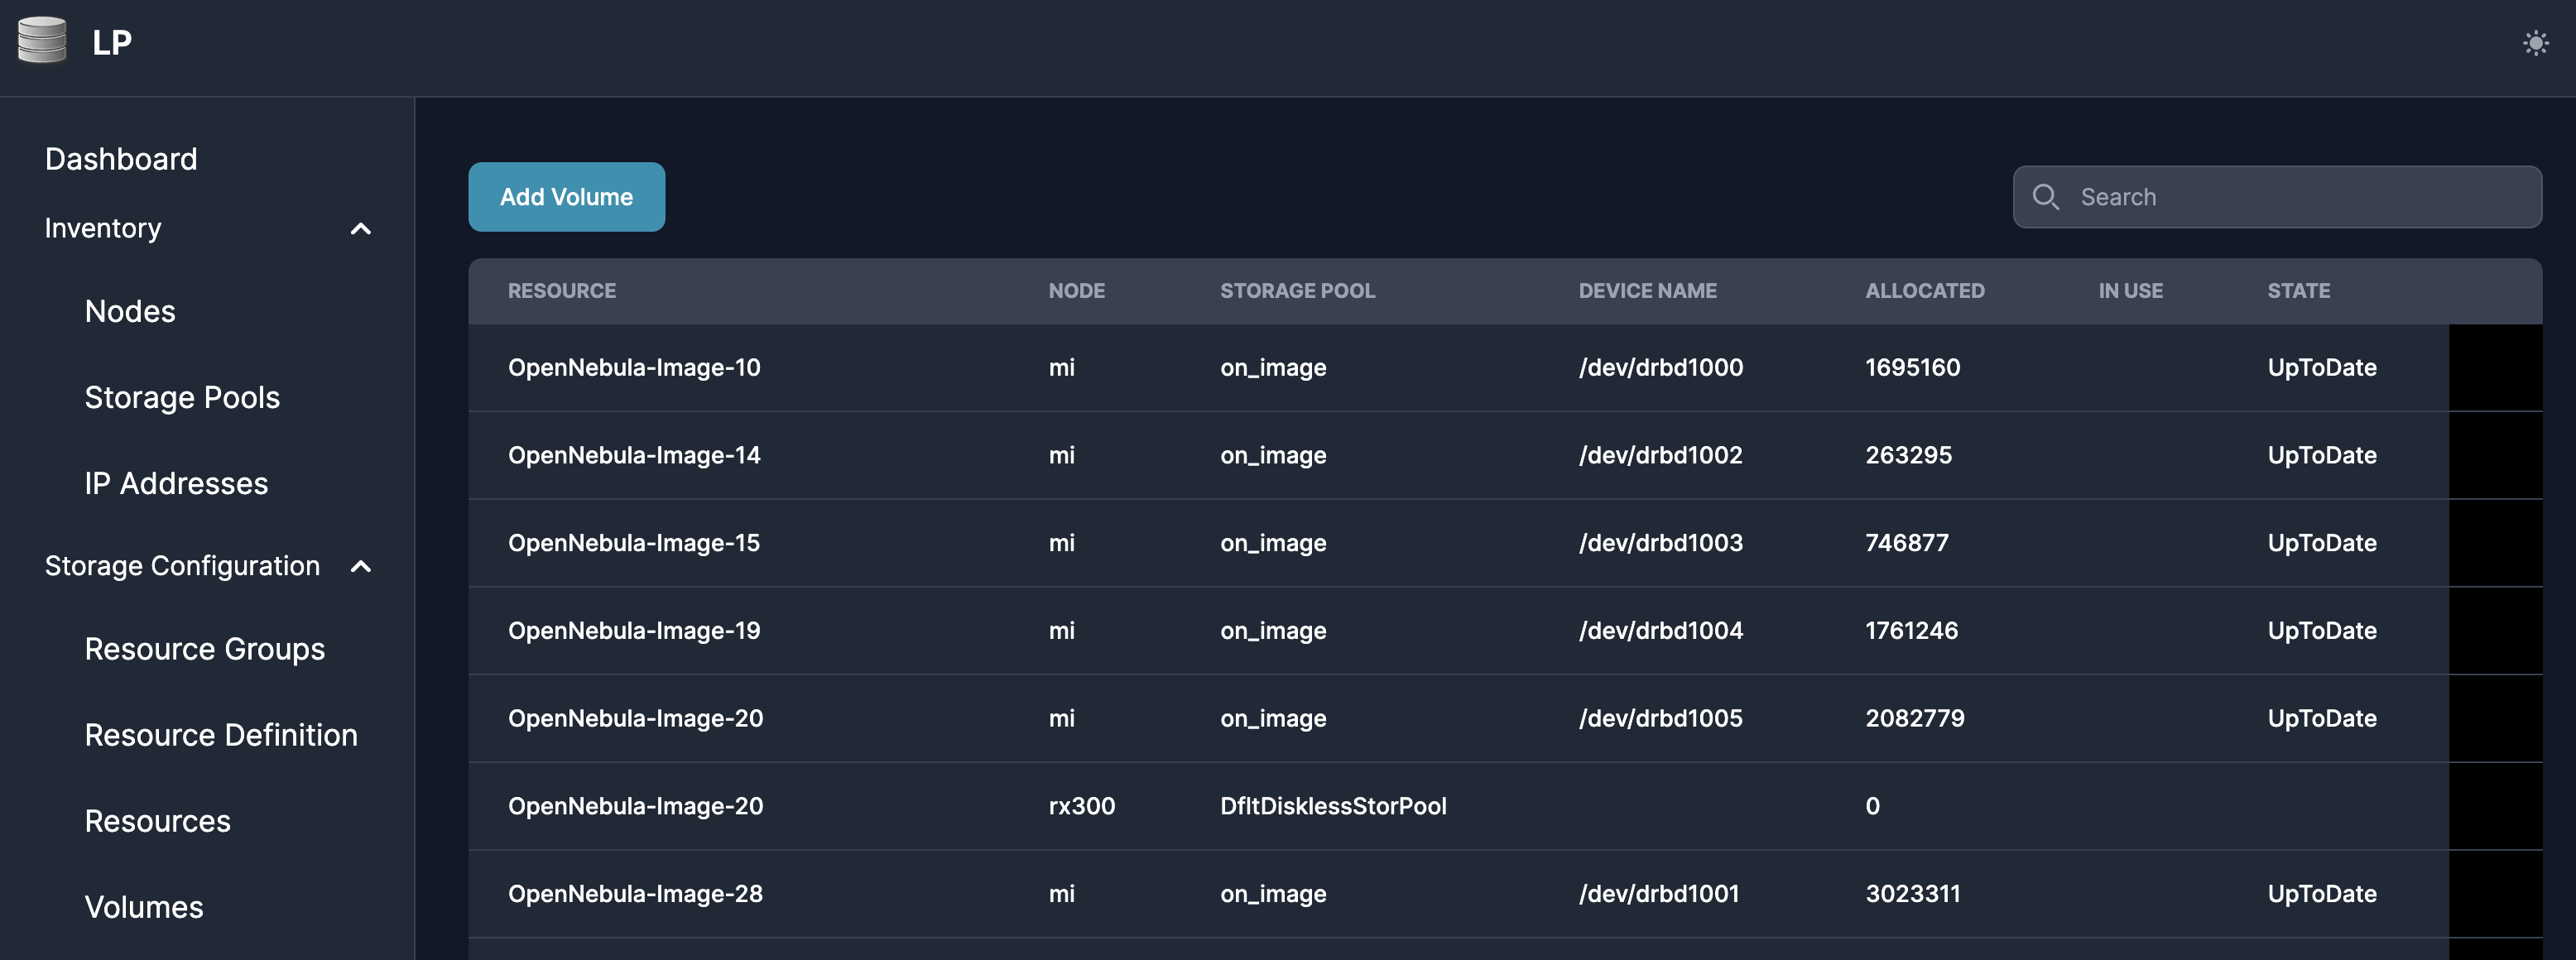 LP
Dashboard
Inventory
Nodes
Storage Pools
IP Addresses
Storage Configuration
Resource Groups
Resource Definition
Resources
Volumes
Add Volume
Search
RESOURCE NODE STORAGE POOL DEVICE NAME ALLOCATED IN USE STATE
OpenNebula-Image-10 mi on_image /dev/drbd1000 1695160 UpToDate
OpenNebula-Image-14 mi on_image /dev/drbd1002 263295 UpToDate
OpenNebula-Image-15 mi on_image /dev/drbd1003 746877 UpToDate
OpenNebula-Image-19 mi on_image /dev/drbd1004 1761246 UpToDate
OpenNebula-Image-20 mi on_image /dev/drbd1005 2082779 UpToDate
OpenNebula-Image-20 rx300 DfltDisklessStorPool 0
OpenNebula-Image-28 mi on_image /dev/drbd1001 3023311 UpToDate